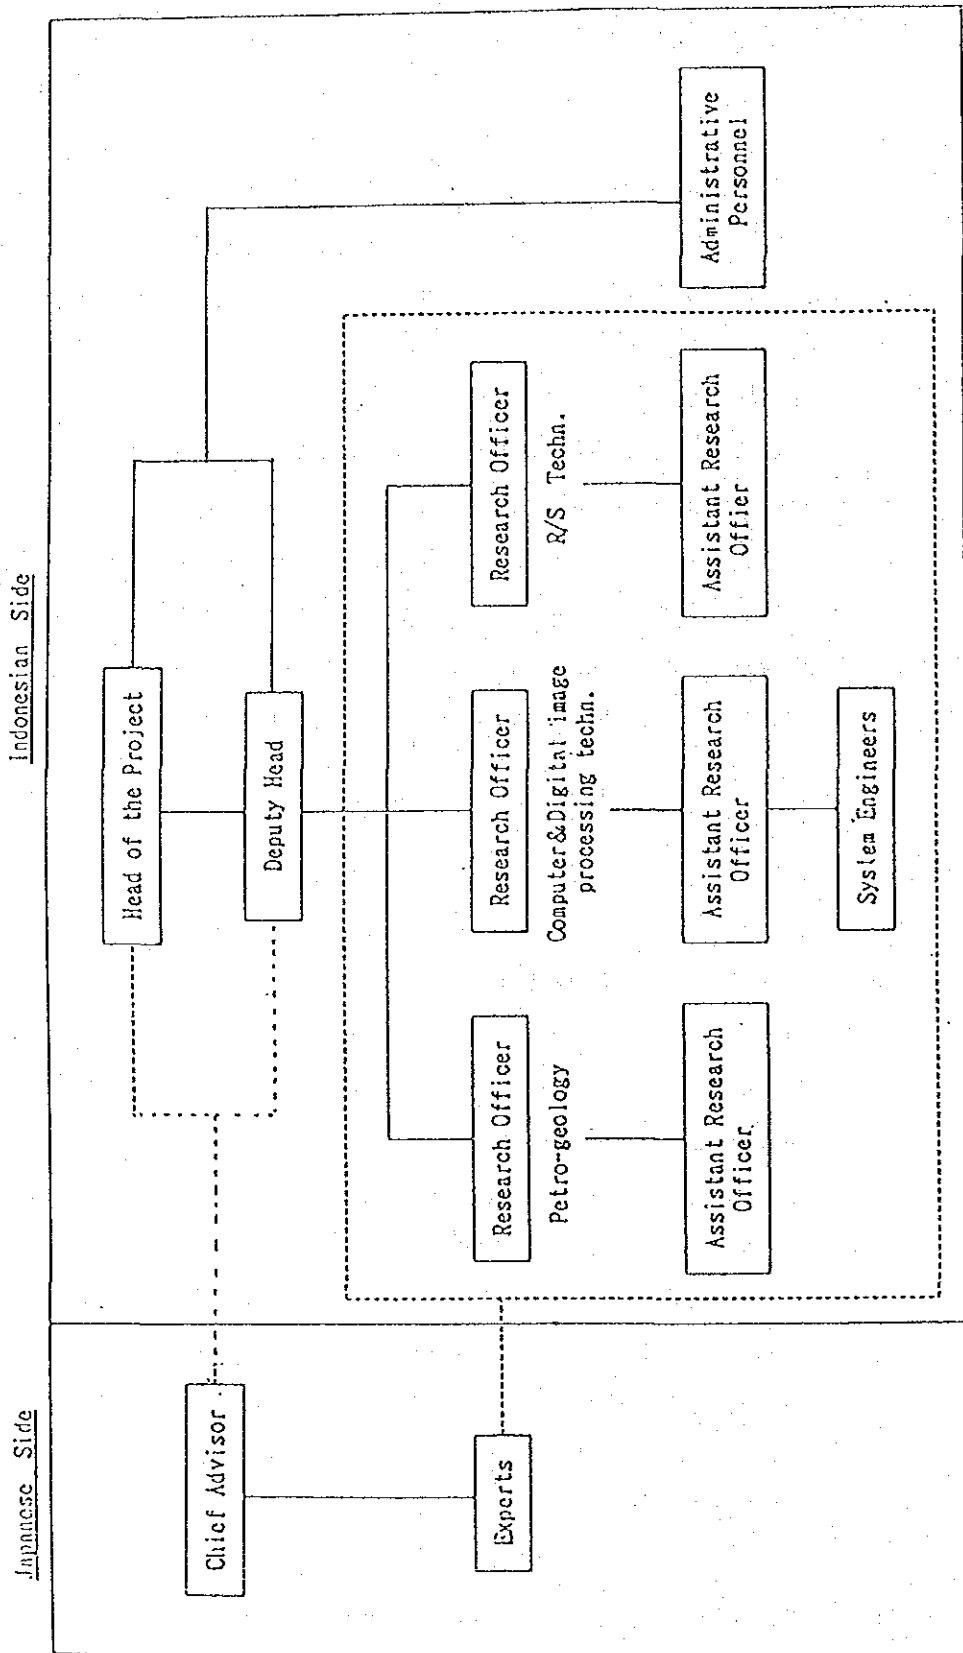 Japanese Side
Indonesian Side
Chief Advisor
Experts
Head of the Project
Deputy Head
Research Officer
Petro-geology
Research Officer
Computer&Digital image
processing techn.
Research Officer
R/S Techn.
Assistant Research
Officer
Assistant Research
Officer
Assistant Research
Offier
System Engineers
Administrative
Personnel